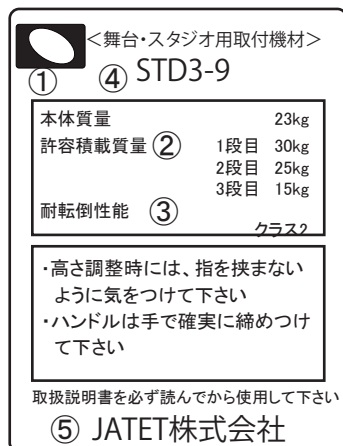 <舞台・スタジオ用取付機材>
① ④ STD3-9
本体質量 23kg
許容積載質量 ② 1段目 30kg
2段目 25kg
3段目 15kg
耐転倒性能 ③
クラス2
・高さ調整時には、指を挟まない
ように気をつけて下さい
・ハンドルは手で確実に締めつけ
て下さい
取扱説明書を必ず読んでから使用して下さい
⑤ JATET株式会社